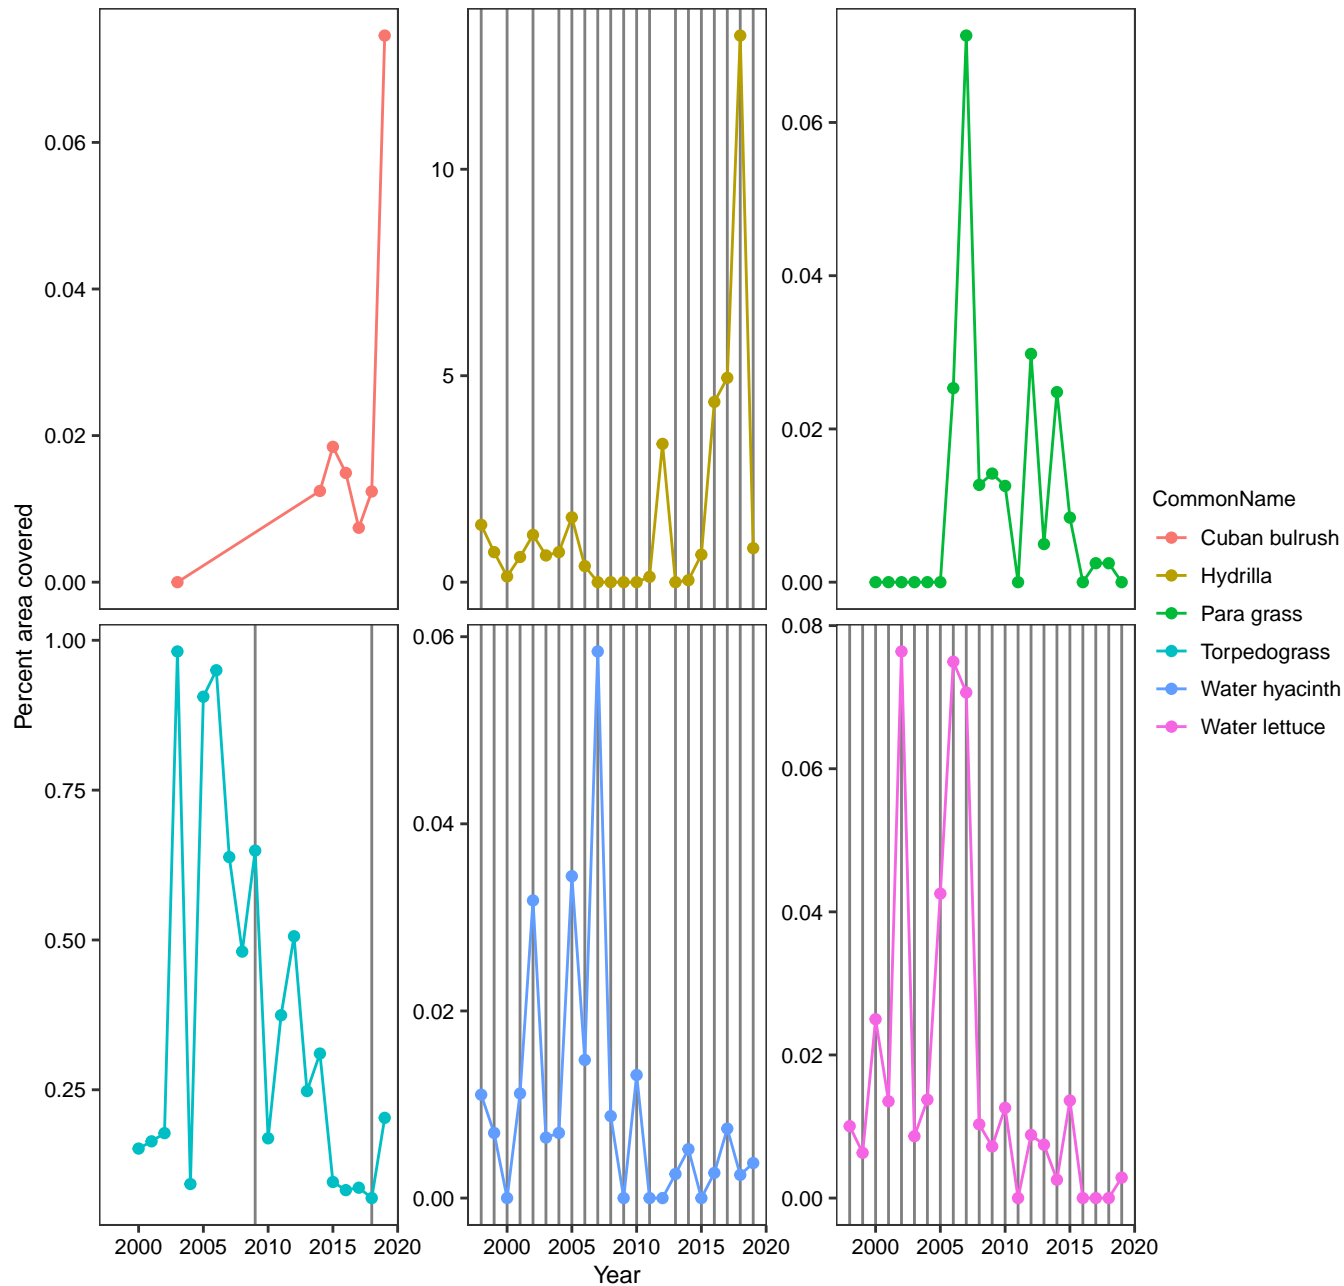 0.06
0.04
0.02
0.00
10
5
0
0.06
0.04
0.02
0.00
Percent area covered
1.00
0.75
0.50
0.25
0.06
0.04
0.02
0.00
0.08
0.06
0.04
0.02
0.00
2000 2005 2010 2015 2020
2000 2005 2010 2015 2020
2000 2005 2010 2015 2020
Year
CommonName
Cuban bulrush
Hydrilla
Para grass
Torpedograss
Water hyacinth
Water lettuce